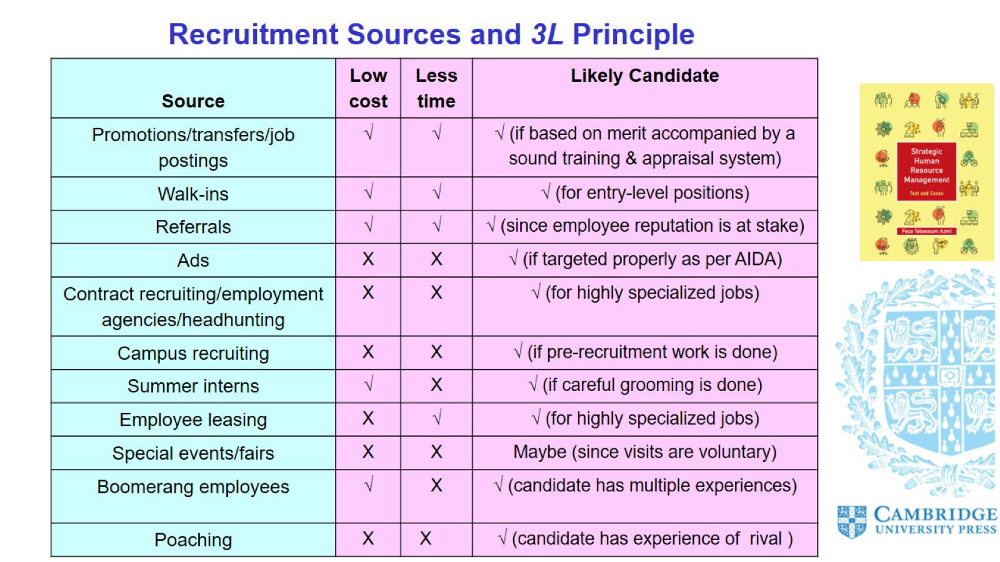 Recruitment Sources and 3L Principle
Source
Low
cost
Less
time
Likely Candidate
Promotions/transfers/job
postings
√
√
√ (if based on merit accompanied by a
sound training & appraisal system)
Walk-ins
√
√
√ (for entry-level positions)
Referrals
√
√
√ (since employee reputation is at stake)
Ads
X
X
√ (if targeted properly as per AIDA)
Contract recruiting/employment
agencies/headhunting
X
X
√ (for highly specialized jobs)
Campus recruiting
X
X
√ (if pre-recruitment work is done)
Summer interns
√
X
√ (if careful grooming is done)
Employee leasing
X
√
√ (for highly specialized jobs)
Special events/fairs
X
X
Maybe (since visits are voluntary)
Boomerang employees
√
X
√ (candidate has multiple experiences)
Poaching
X
X
√ (candidate has experience of  rival )
Strategic
Human
Resource
Management
Text and Cases
Feza Tabassum Azmi
CAMBRIDGE
UNIVERSITY PRESS